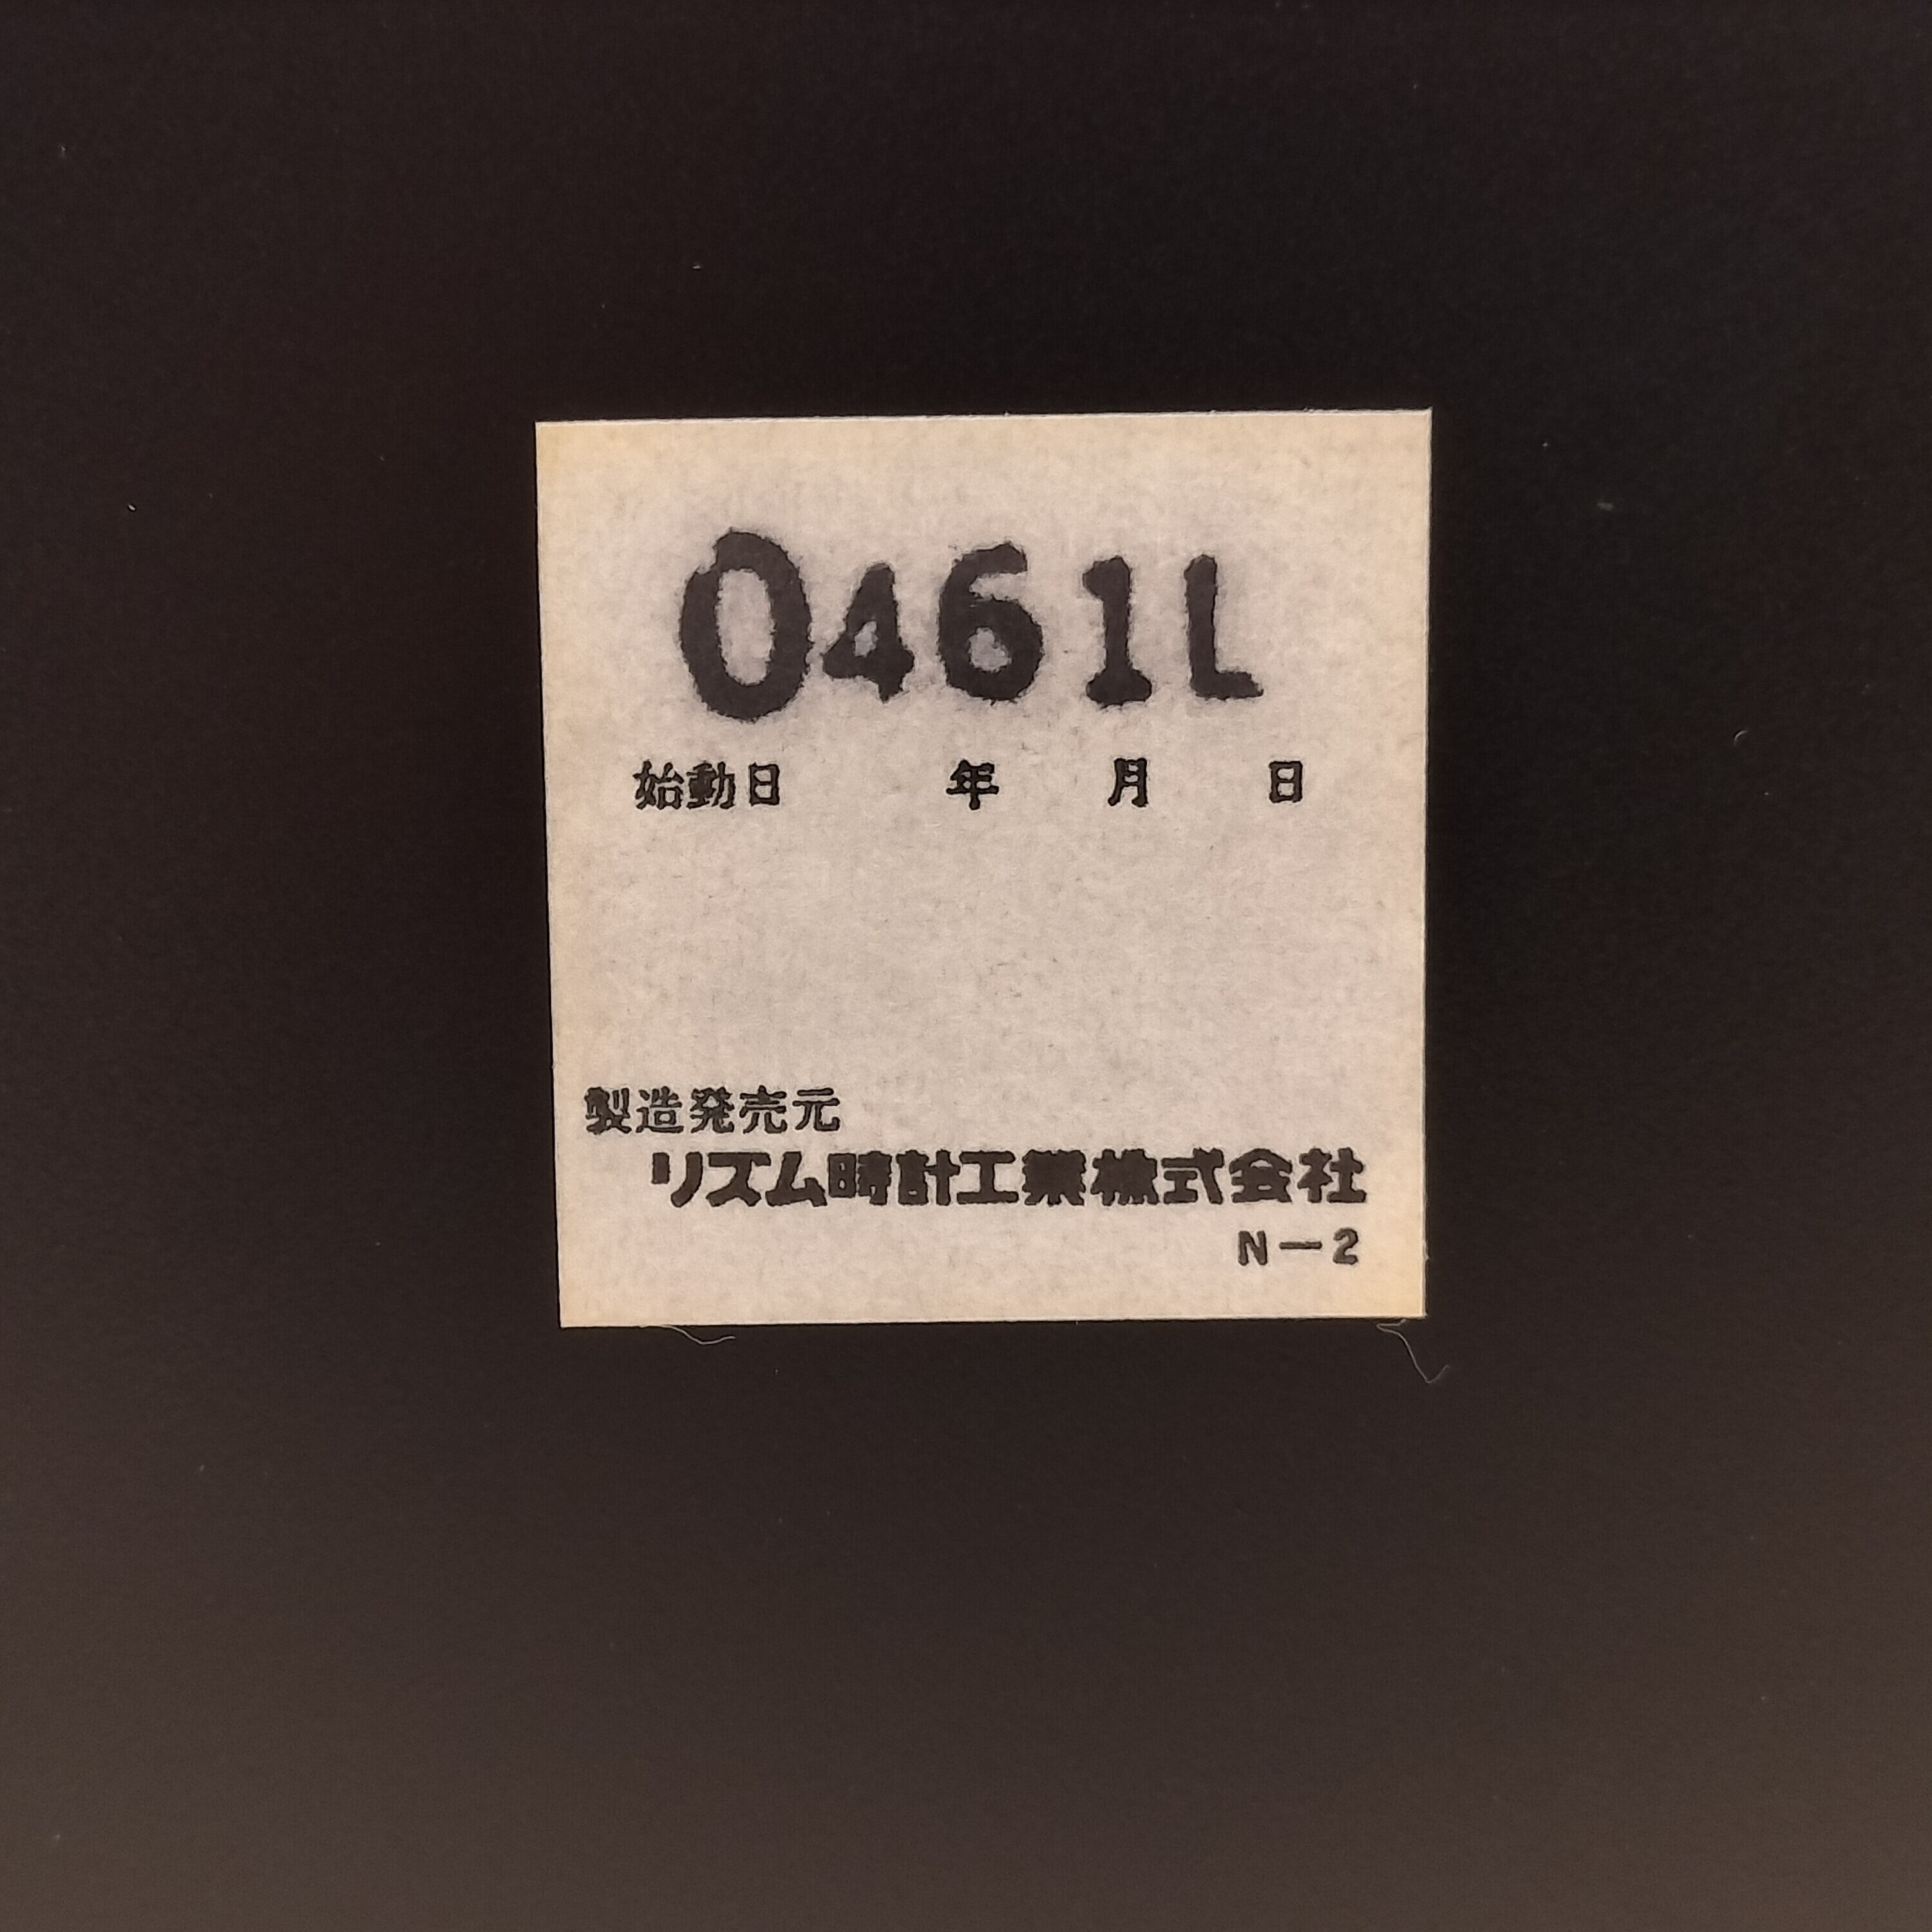 0461L
始動日　年　月　日
製造発売元
リズム時計工業株式会社
N－2